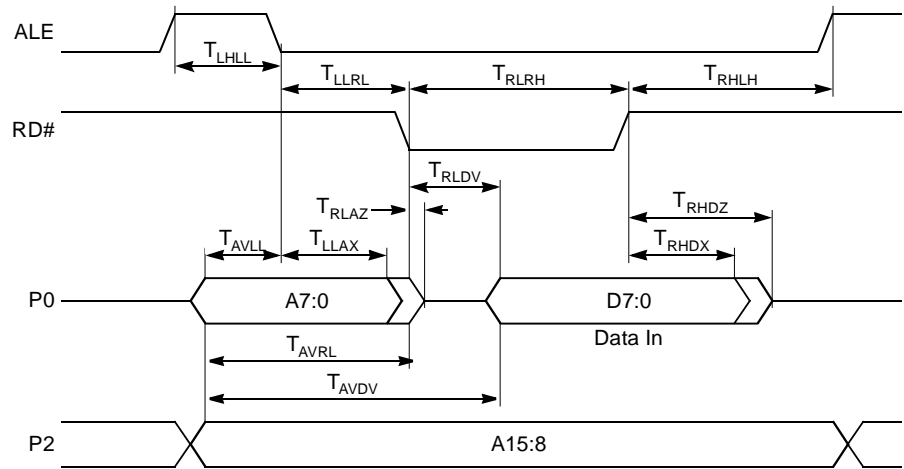 ALE
TLHLL
TLLRL
TRLRH
TRHLH
RD#
TRLDV
TRLAZ
TRHDZ
TAVLL
TLLAX
TRHDX
P0
A7:0
D7:0
Data In
TAVRL
TAVDV
P2
A15:8